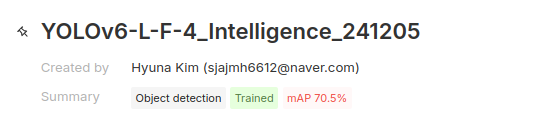 YOLOv6-L-F-4_Intelligence_241205
Created by Hyuna Kim (sjajmh6612@naver.com)
Summary Object detection Trained mAP 70.5%